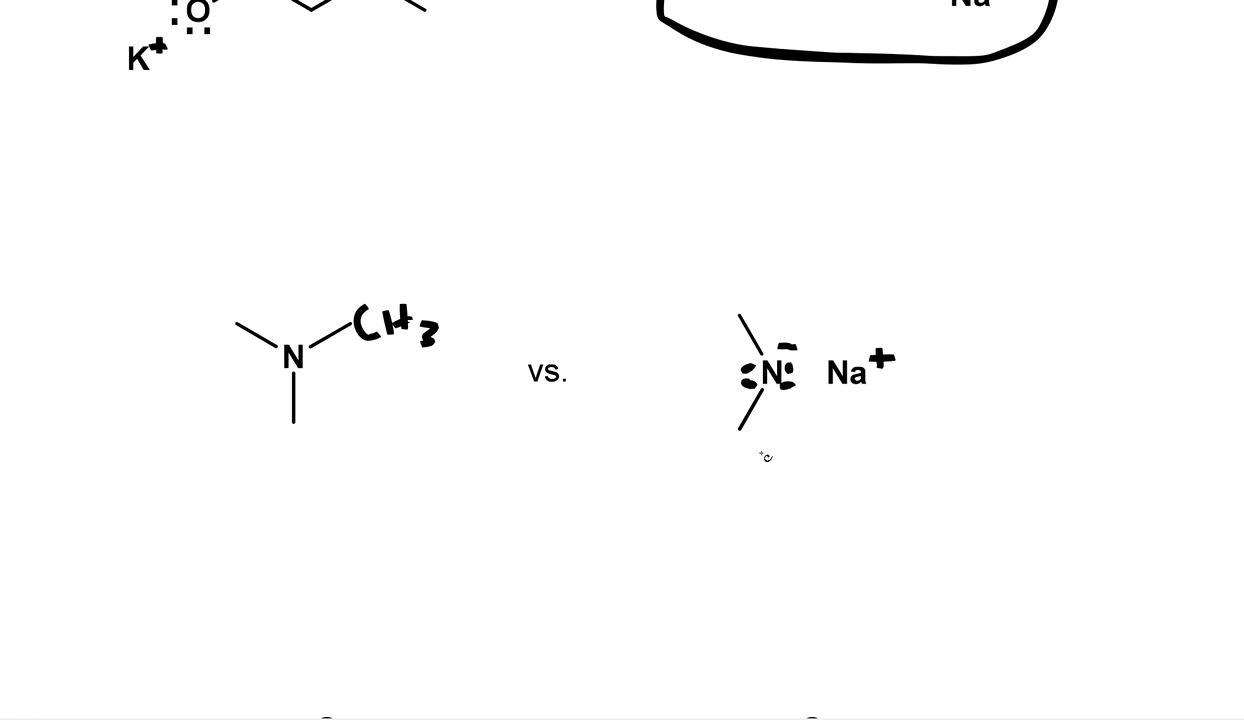 :O
Na
K⁺
N CH3
vs.
:N: ⁻ Na⁺